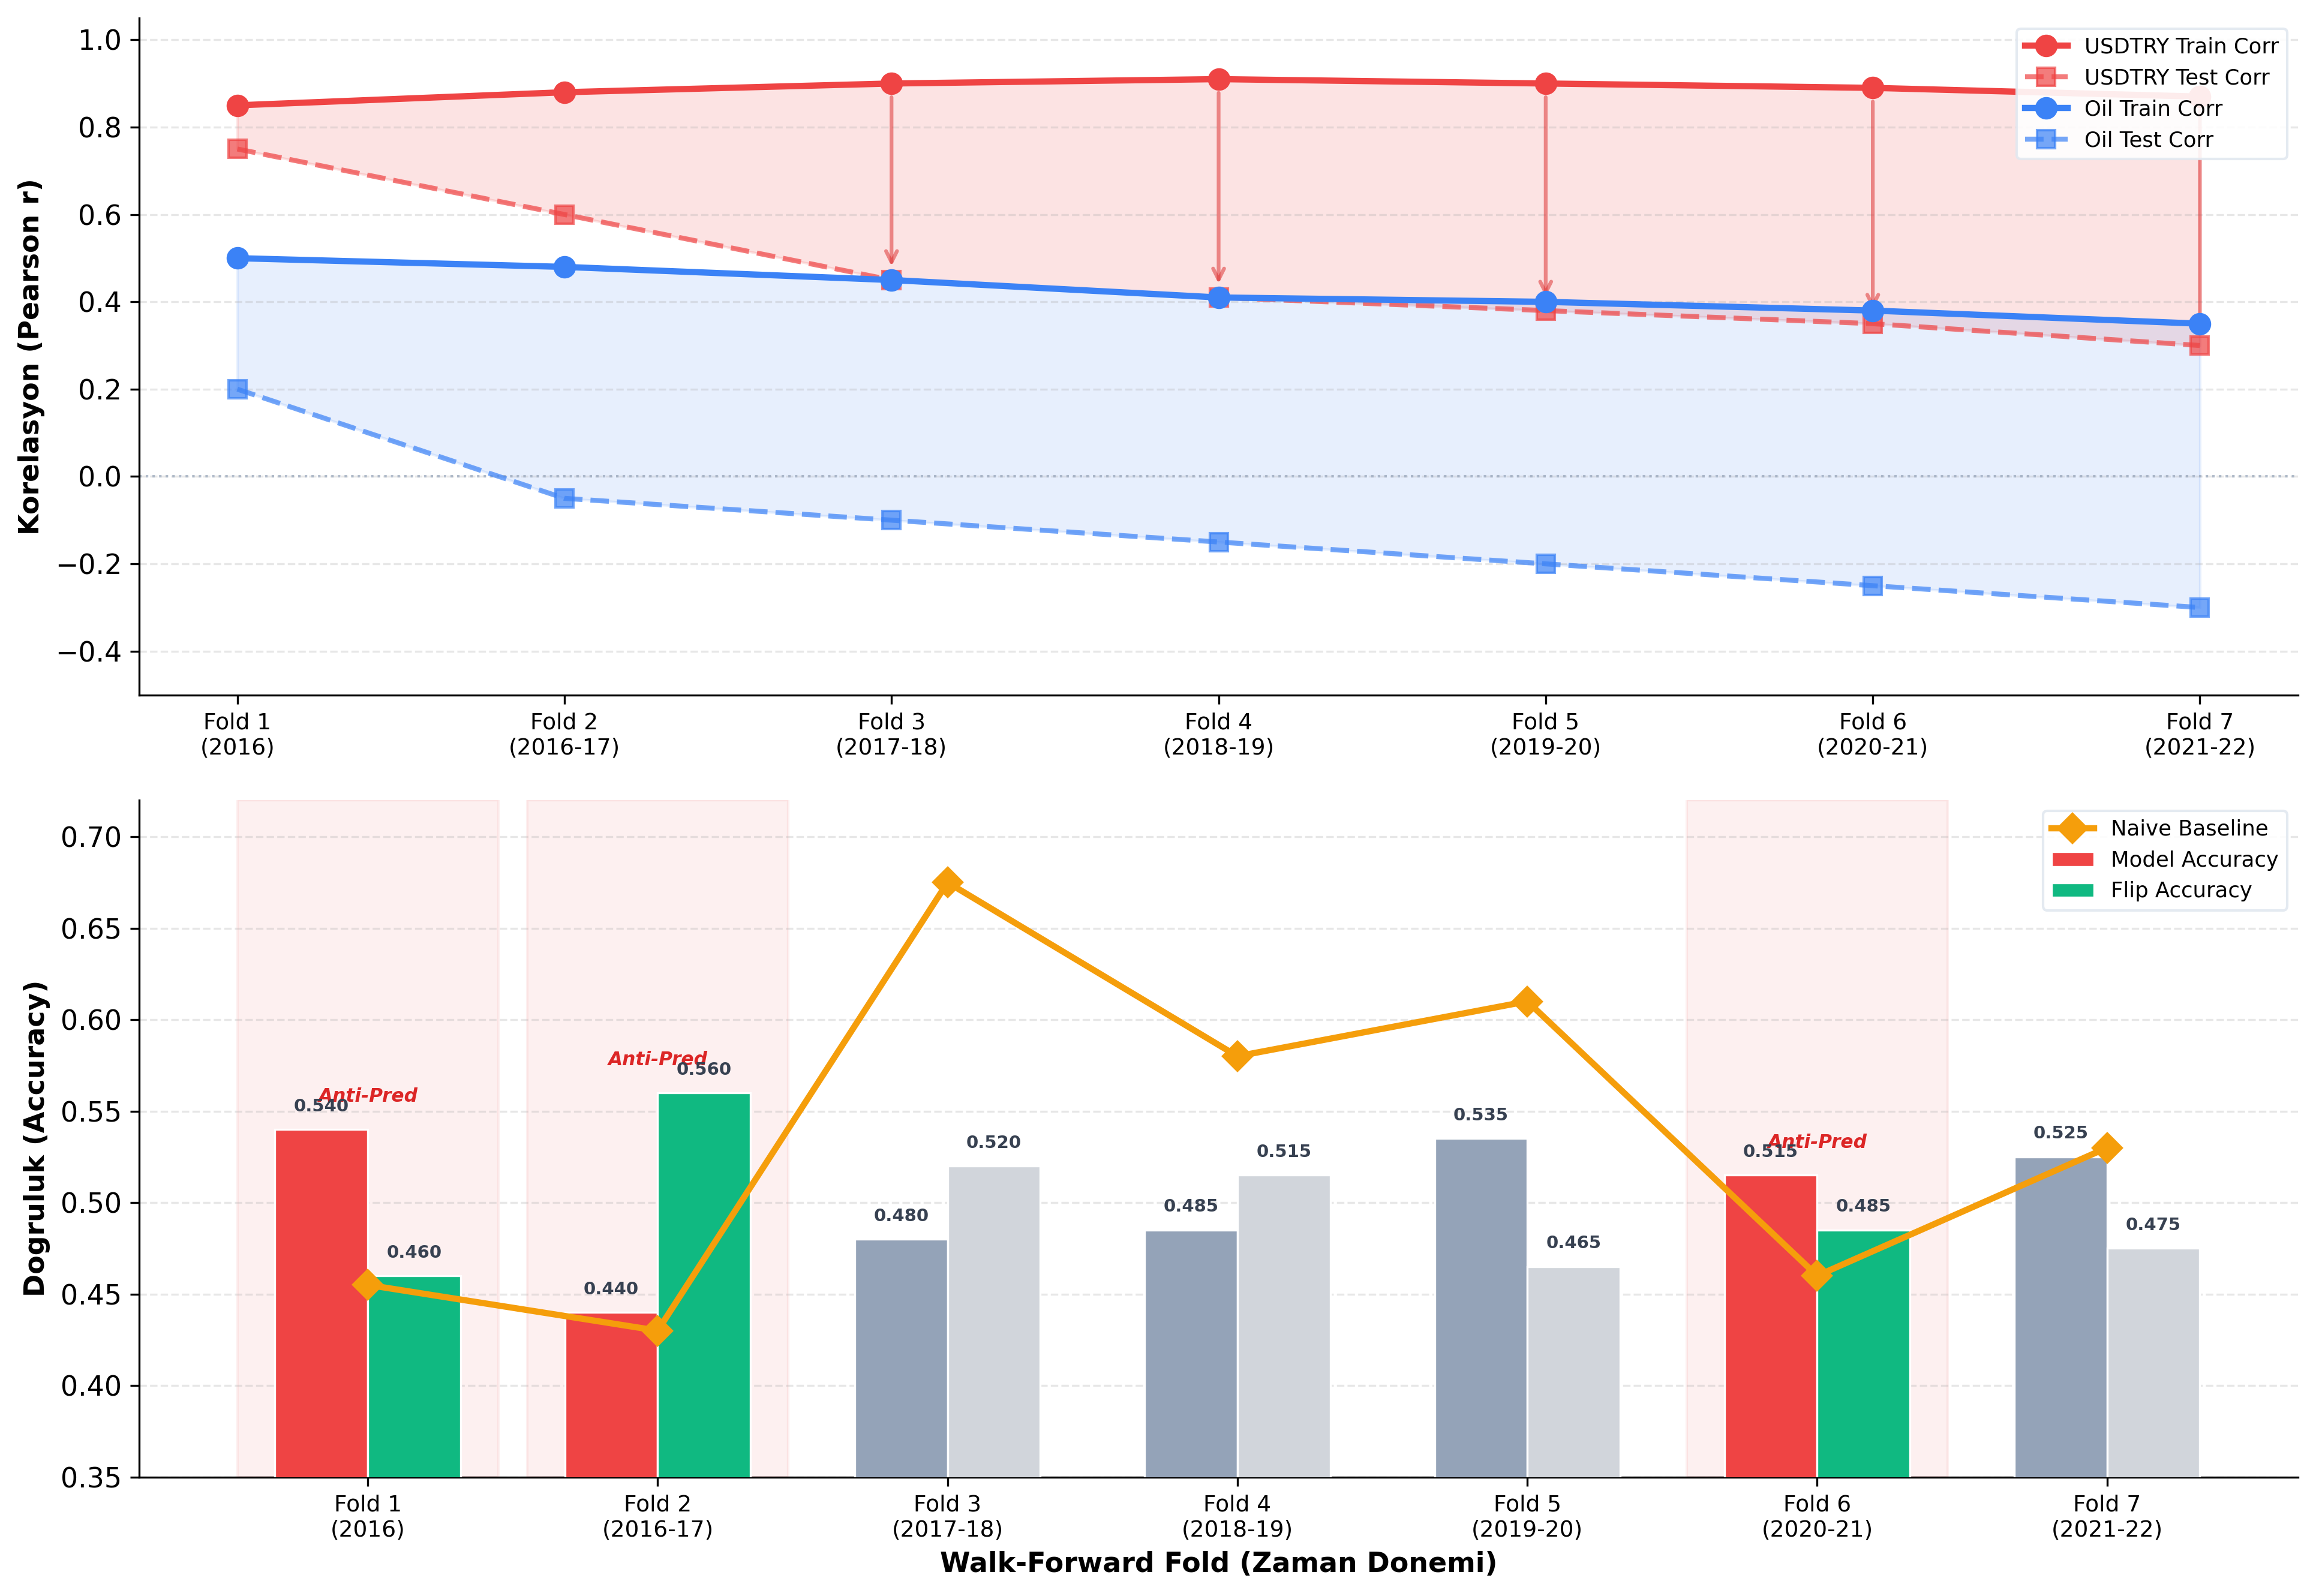 Korelasyon (Pearson r)
1.0
0.8
0.6
0.4
0.2
0.0
−0.2
−0.4
USDTRY Train Corr
USDTRY Test Corr
Oil Train Corr
Oil Test Corr
Fold 1
(2016)
Fold 2
(2016-17)
Fold 3
(2017-18)
Fold 4
(2018-19)
Fold 5
(2019-20)
Fold 6
(2020-21)
Fold 7
(2021-22)
Dogruluk (Accuracy)
0.70
0.65
0.60
0.55
0.50
0.45
0.40
0.35
Naive Baseline
Model Accuracy
Flip Accuracy
Anti-Pred
0.540
0.460
Anti-Pred
0.440
0.560
0.480
0.520
0.485
0.515
0.535
0.465
Anti-Pred
0.515
0.485
0.525
0.475
Fold 1
(2016)
Fold 2
(2016-17)
Fold 3
(2017-18)
Fold 4
(2018-19)
Fold 5
(2019-20)
Fold 6
(2020-21)
Fold 7
(2021-22)
Walk-Forward Fold (Zaman Donemi)